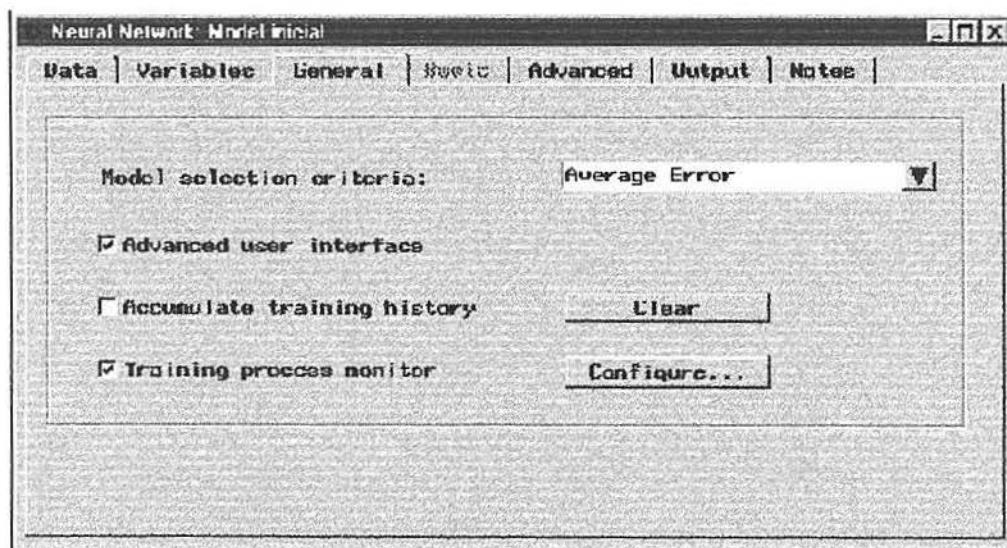 Neural Network: Model inicial
Data | Variables | General | Basic | Advanced | Output | Notes |
Model selection criteria: Average Error
Advanced user interface
Accumulate training history Clear
Training process monitor Configure...